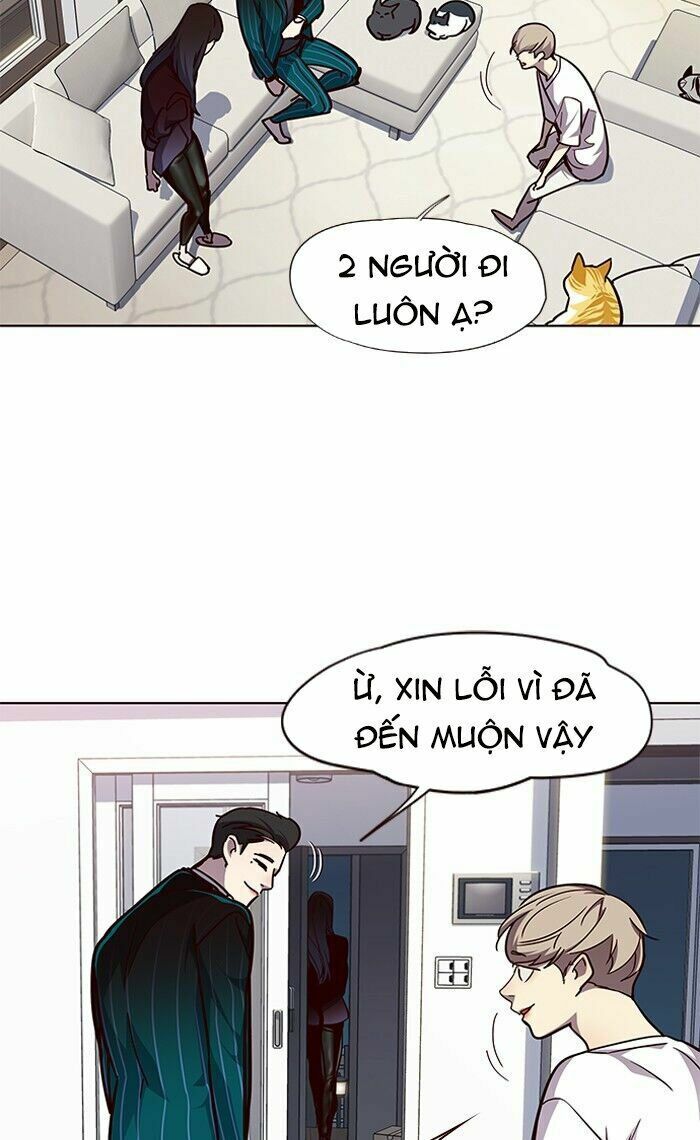 2 NGƯỜI ĐI
LUÔN Ạ?
Ừ, XIN LỖI VÌ ĐÃ
ĐẾN MUỘN VẬY